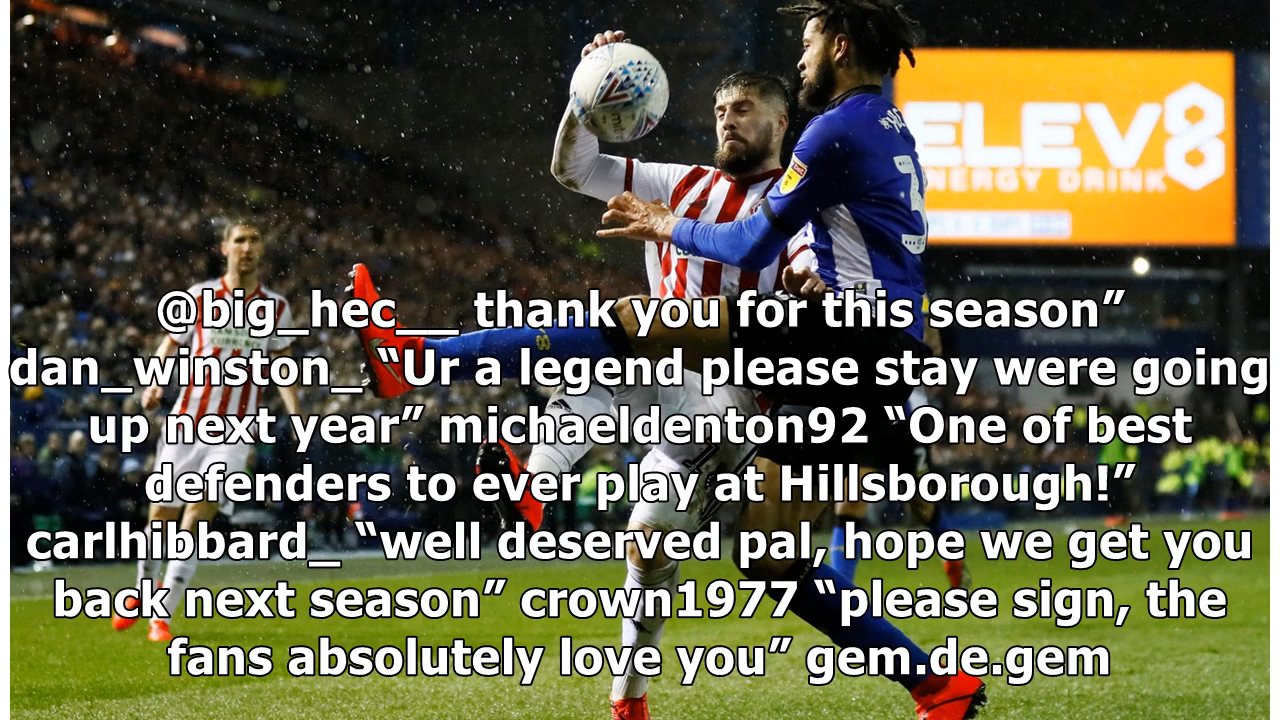 ELEV8
ENERGY DRINK
3
@big_hec__ thank you for this season”
dan_winston_ “Ur a legend please stay were going
up next year” michaeldenton92 “One of best
defenders to ever play at Hillsborough!”
carlhibbard_ “well deserved pal, hope we get you
back next season” crown1977 “please sign, the
fans absolutely love you” gem.de.gem